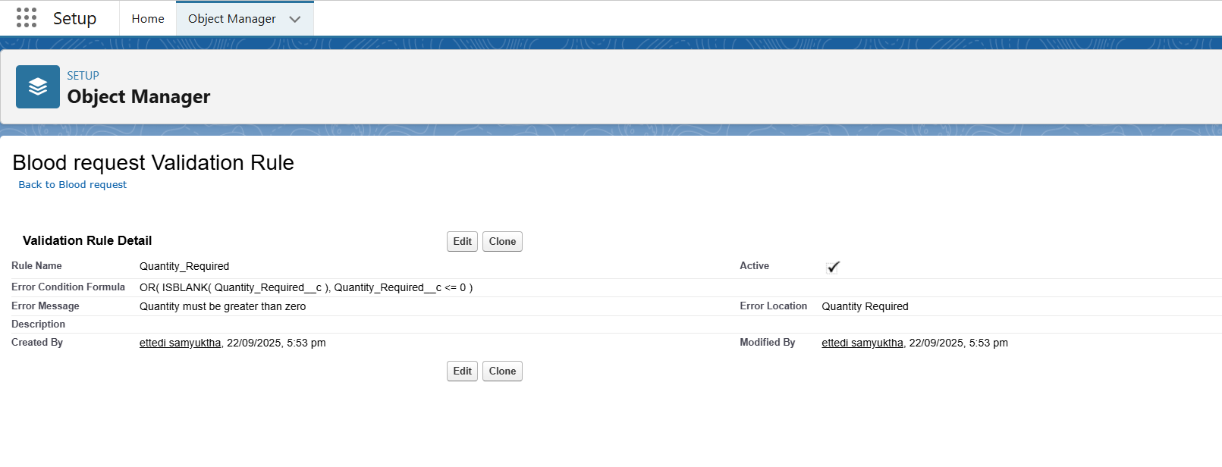 Setup Home Object Manager
SETUP
Object Manager
Blood request Validation Rule
Back to Blood request
Validation Rule Detail Edit Clone
Rule Name Quantity_Required Active
Error Condition Formula OR( ISBLANK( Quantity_Required__c ), Quantity_Required__c <= 0 )
Error Message Quantity must be greater than zero Error Location Quantity Required
Description
Created By ettedi samyuktha, 22/09/2025, 5:53 pm Modified By ettedi samyuktha, 22/09/2025, 5:53 pm
Edit Clone